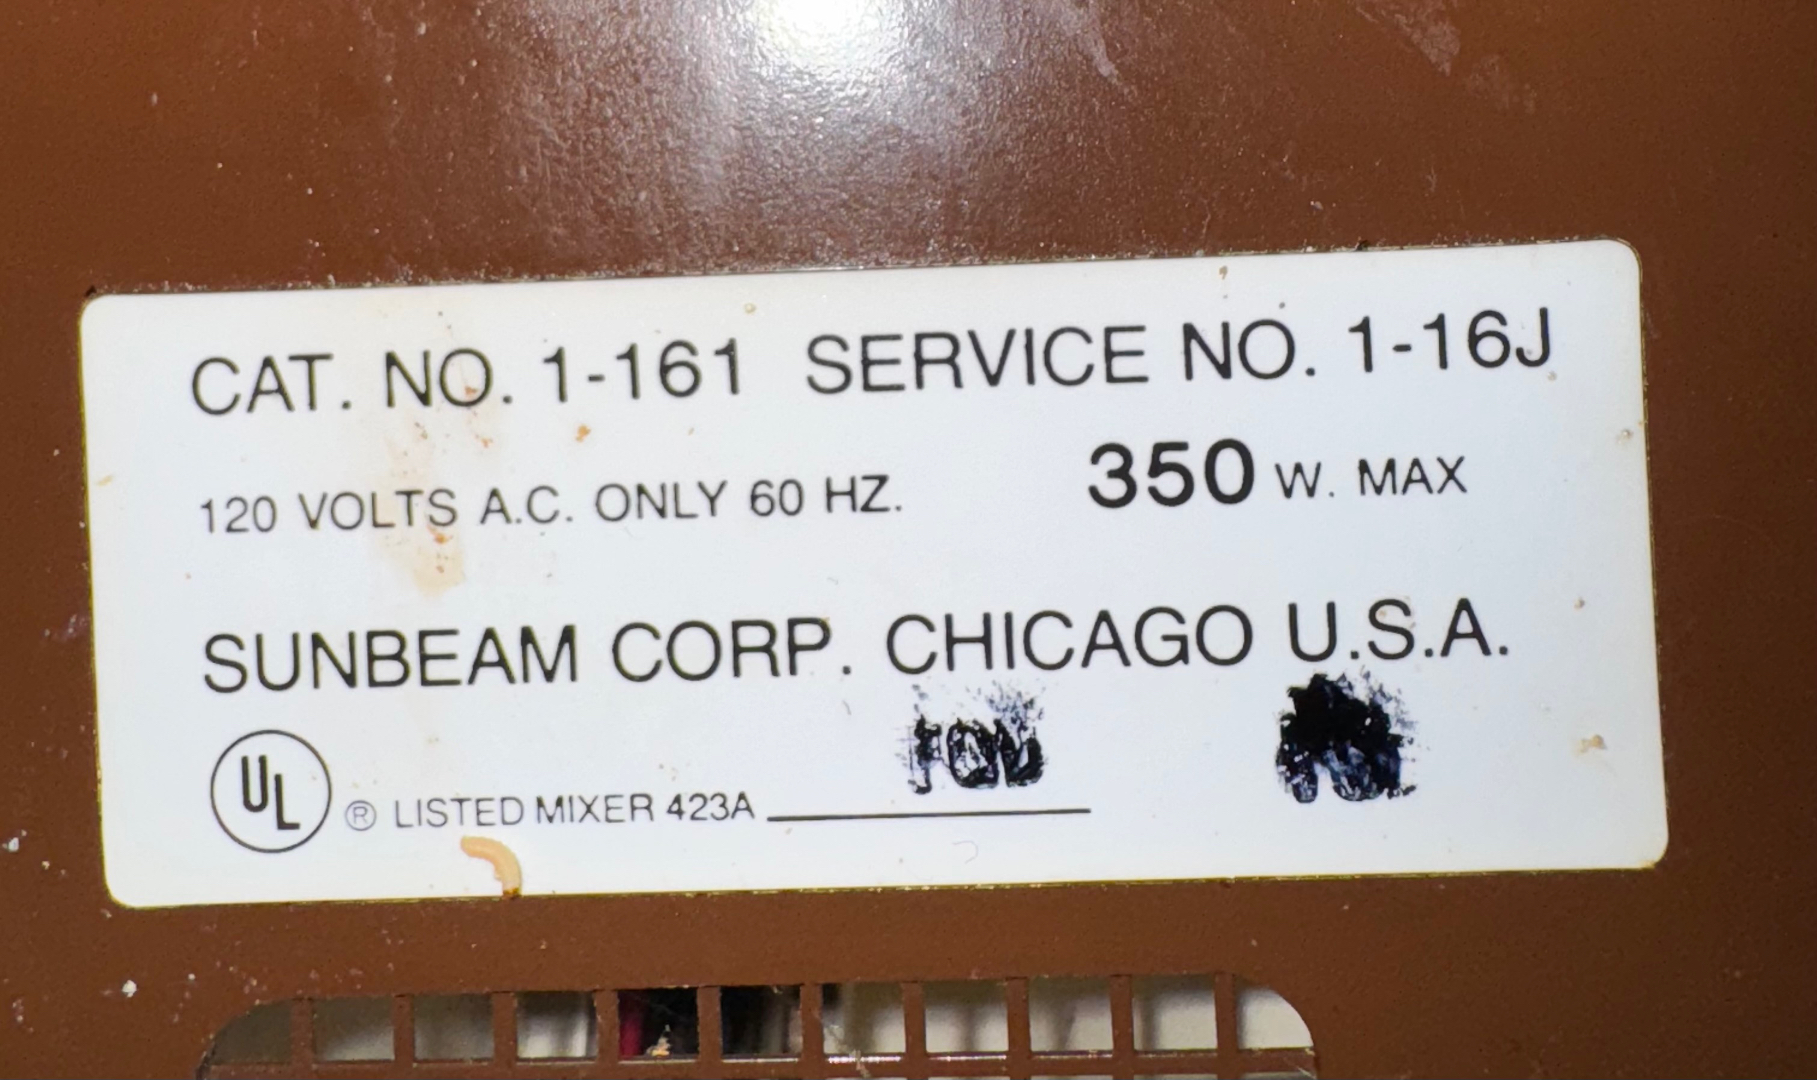 CAT. NO. 1-161 SERVICE NO. 1-16J
120 VOLTS A.C. ONLY 60 HZ. 350 W. MAX
SUNBEAM CORP. CHICAGO U.S.A.
UL ® LISTED MIXER 423A